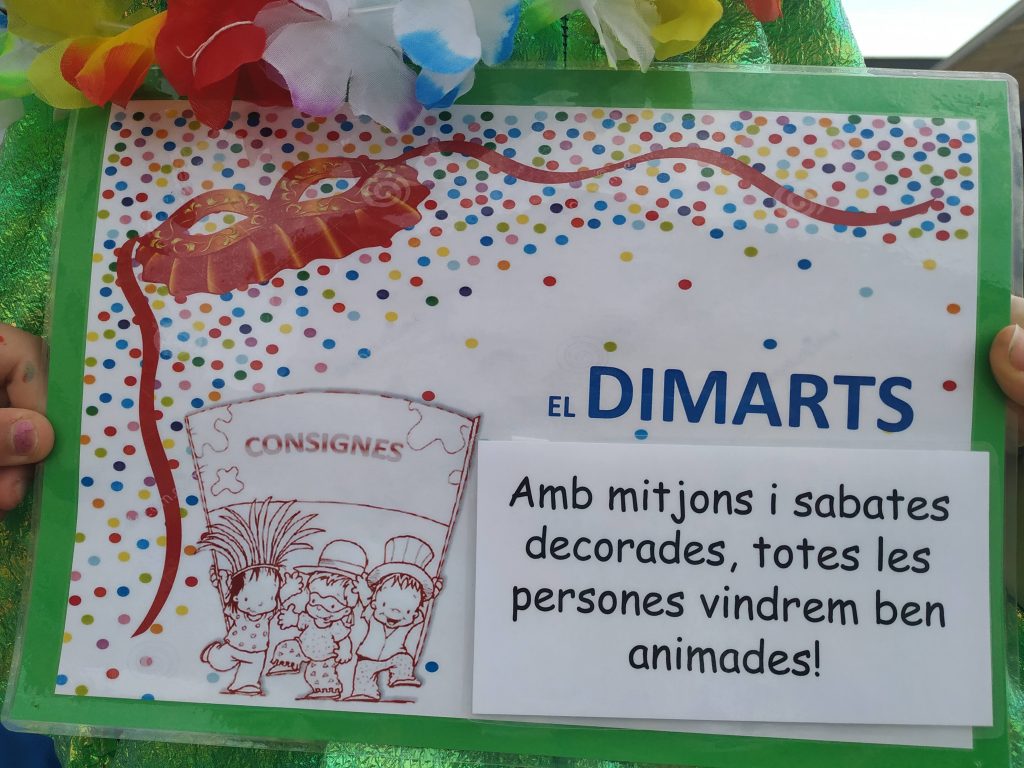 EL DIMARTS
CONSIGNES
Amb mitjons i sabates
decorades, totes les
persones vindrem ben
animades!